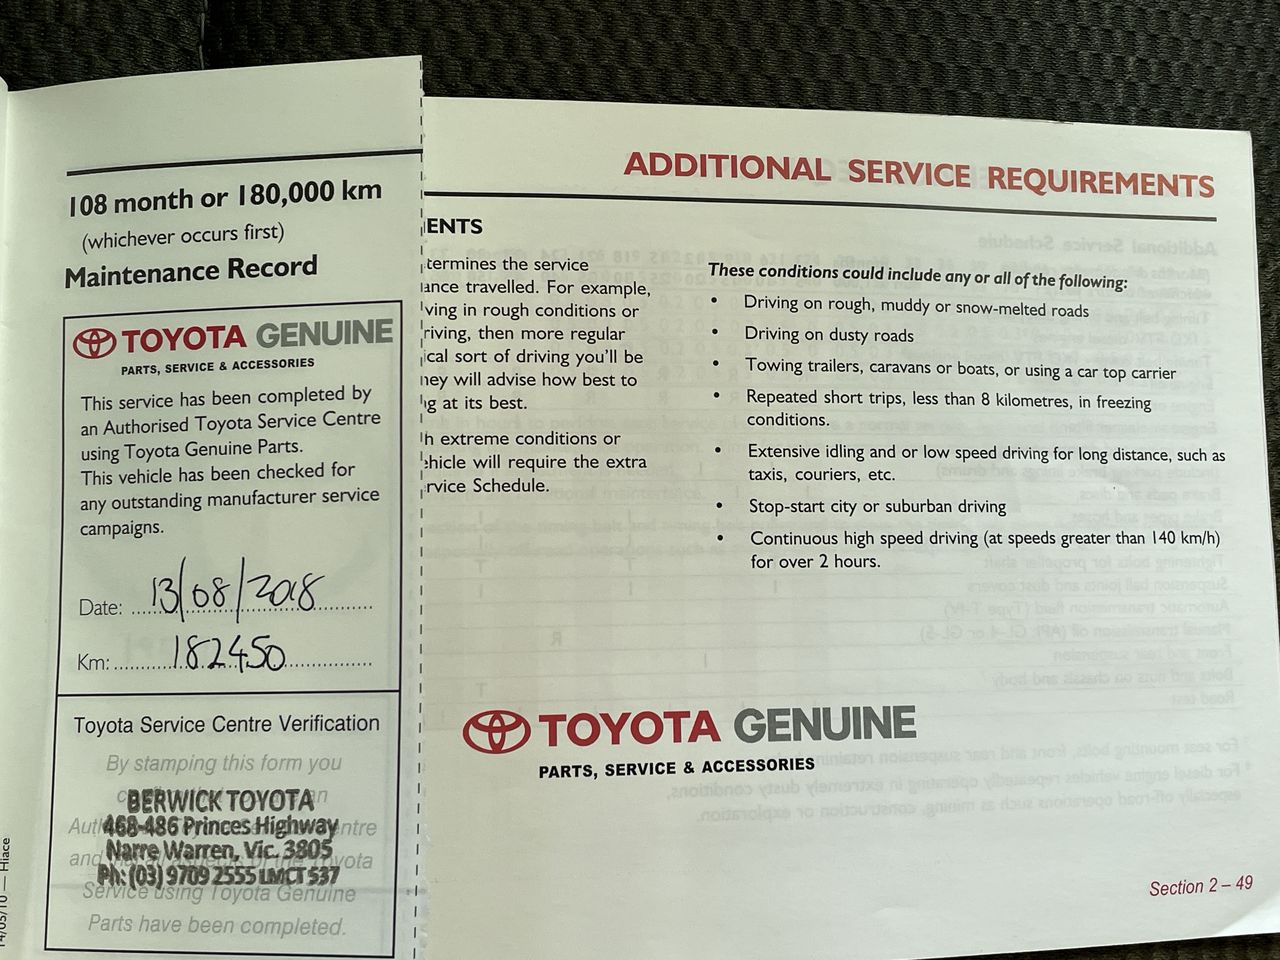 108 month or 180,000 km
(whichever occurs first)
Maintenance Record
TOYOTA GENUINE
PARTS, SERVICE & ACCESSORIES
This service has been completed by
an Authorised Toyota Service Centre
using Toyota Genuine Parts.
This vehicle has been checked for
any outstanding manufacturer service
campaigns.
Date: 13/08/2018
Km: 182450
Toyota Service Centre Verification
By stamping this form you
BERWICK TOYOTA
468-486 Princes Highway
Narre Warren, Vic. 3805
Ph: (03) 9709 2555 LMCT 537
Service using Toyota Genuine
Parts have been completed.
14/05/10 — Hiace
ADDITIONAL SERVICE REQUIREMENTS
ENTS
termines the service
ance travelled. For example,
ving in rough conditions or
riving, then more regular
ical sort of driving you'll be
hey will advise how best to
g at its best.
h extreme conditions or
ehicle will require the extra
rvice Schedule.
These conditions could include any or all of the following:
• Driving on rough, muddy or snow-melted roads
• Driving on dusty roads
• Towing trailers, caravans or boats, or using a car top carrier
• Repeated short trips, less than 8 kilometres, in freezing
conditions.
• Extensive idling and or low speed driving for long distance, such as
taxis, couriers, etc.
• Stop-start city or suburban driving
• Continuous high speed driving (at speeds greater than 140 km/h)
for over 2 hours.
TOYOTA GENUINE
PARTS, SERVICE & ACCESSORIES
Section 2 – 49